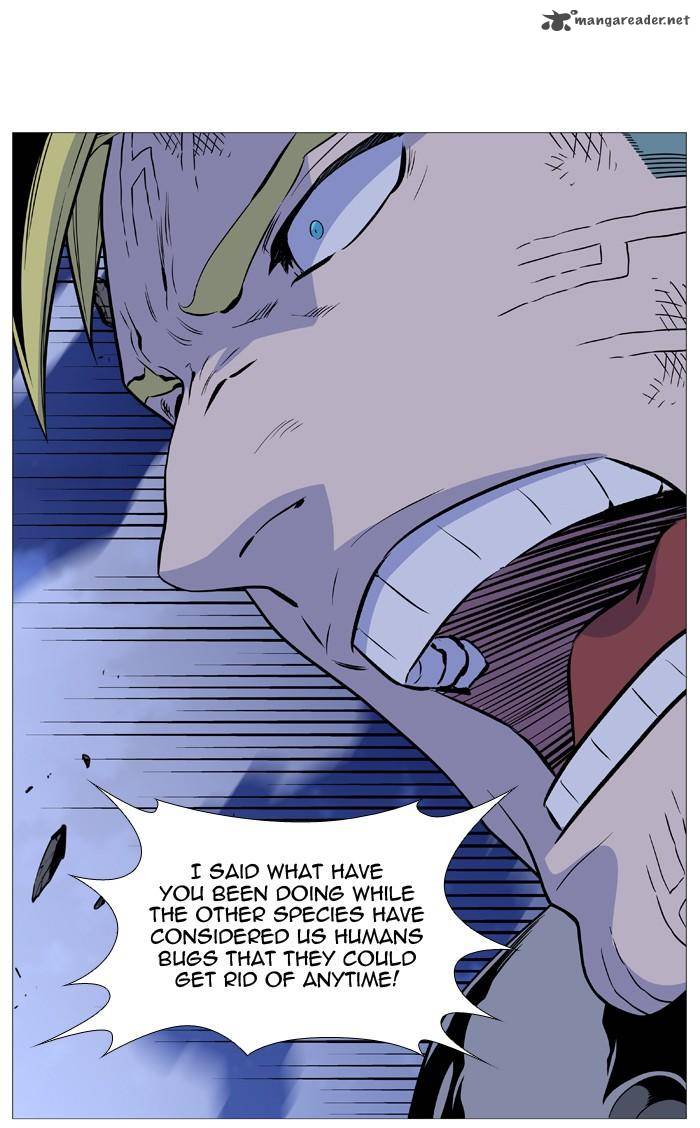 mangareader.net
I SAID WHAT HAVE
YOU BEEN DOING WHILE
THE OTHER SPECIES HAVE
CONSIDERED US HUMANS
BUGS THAT THEY COULD
GET RID OF ANYTIME!